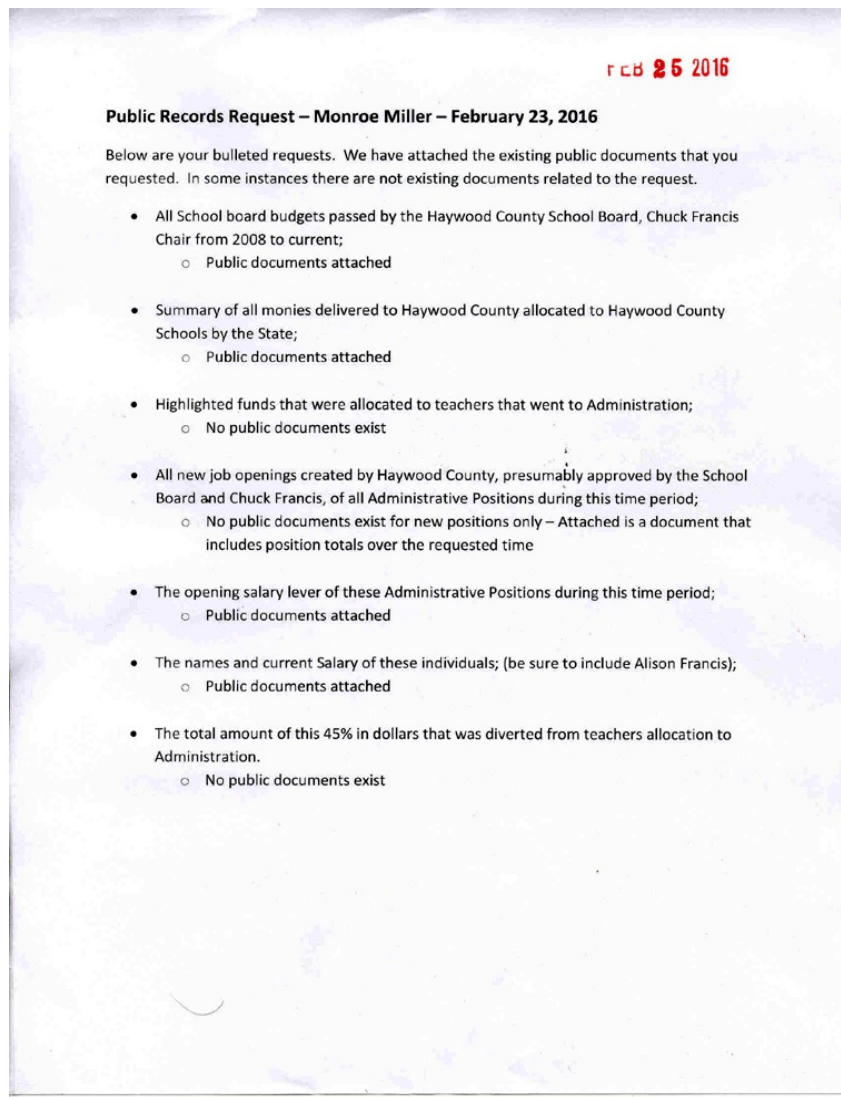 FEB 25 2016
Public Records Request – Monroe Miller – February 23, 2016
Below are your bulleted requests. We have attached the existing public documents that you
requested. In some instances there are not existing documents related to the request.
• All School board budgets passed by the Haywood County School Board, Chuck Francis
Chair from 2008 to current;
○ Public documents attached
• Summary of all monies delivered to Haywood County allocated to Haywood County
Schools by the State;
○ Public documents attached
• Highlighted funds that were allocated to teachers that went to Administration;
○ No public documents exist
• All new job openings created by Haywood County, presumably approved by the School
Board and Chuck Francis, of all Administrative Positions during this time period;
○ No public documents exist for new positions only – Attached is a document that
includes position totals over the requested time
• The opening salary lever of these Administrative Positions during this time period;
○ Public documents attached
• The names and current Salary of these individuals; (be sure to include Alison Francis);
○ Public documents attached
• The total amount of this 45% in dollars that was diverted from teachers allocation to
Administration.
○ No public documents exist